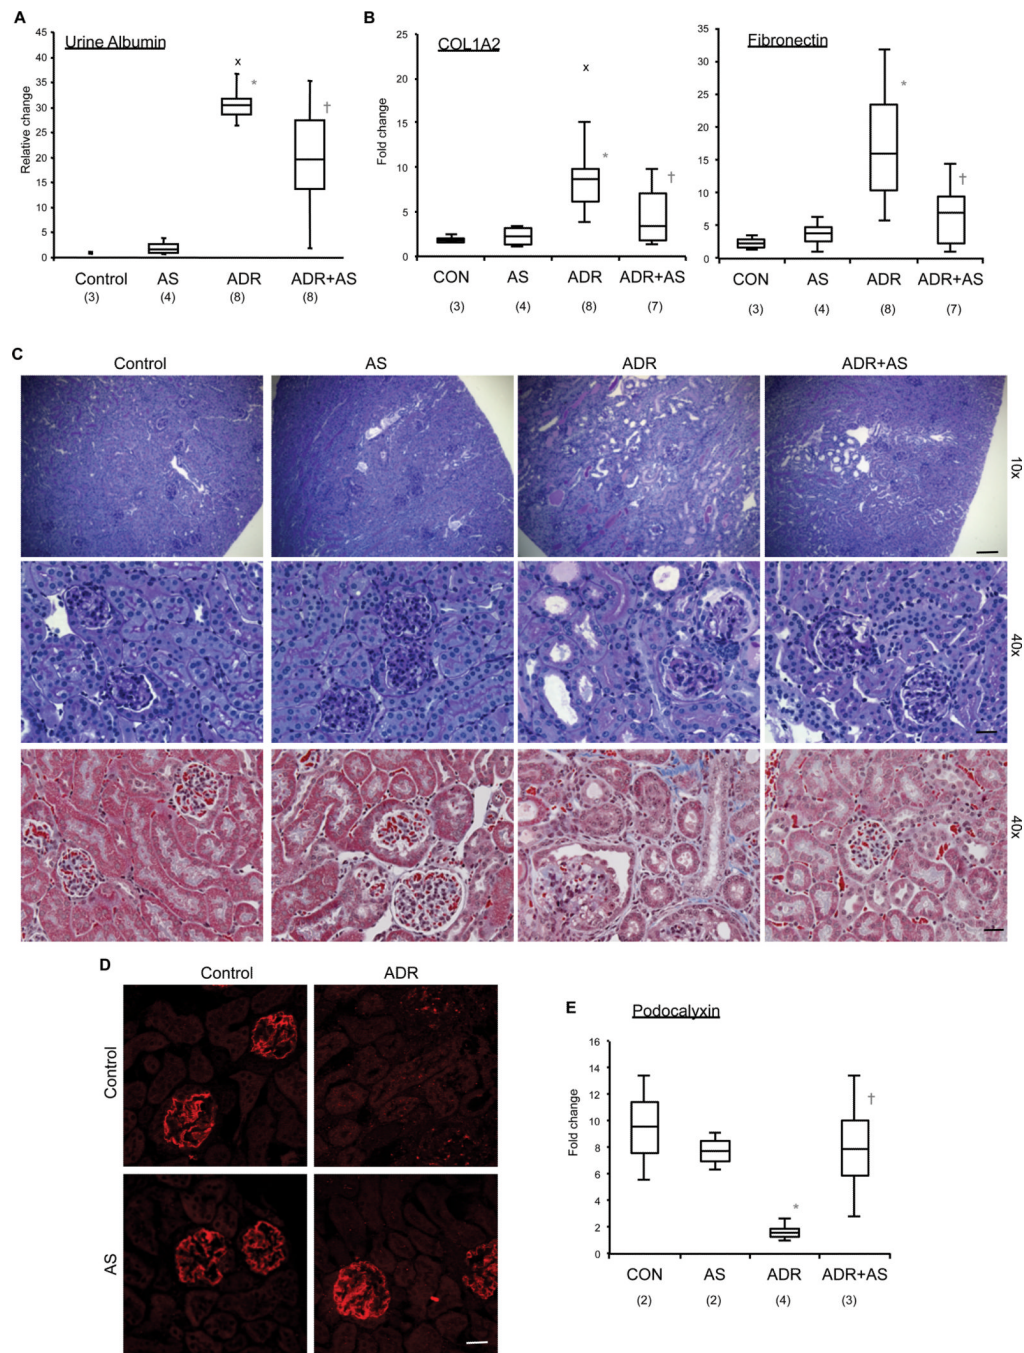 A
Urine Albumin
Relative change
45
40
35
30
25
20
15
10
5
0
x
*
†
Control AS ADR ADR+AS
(3) (4) (8) (8)
B
COL1A2
Fold change
25
20
15
10
5
0
x
*
†
CON AS ADR ADR+AS
(3) (4) (8) (7)
Fibronectin
35
30
25
20
15
10
5
0
*
†
CON AS ADR ADR+AS
(3) (4) (8) (7)
C
Control AS ADR ADR+AS
10x
40x
40x
D
Control ADR
Control
AS
E
Podocalyxin
Fold change
16
14
12
10
8
6
4
2
0
*
†
CON AS ADR ADR+AS
(2) (2) (4) (3)